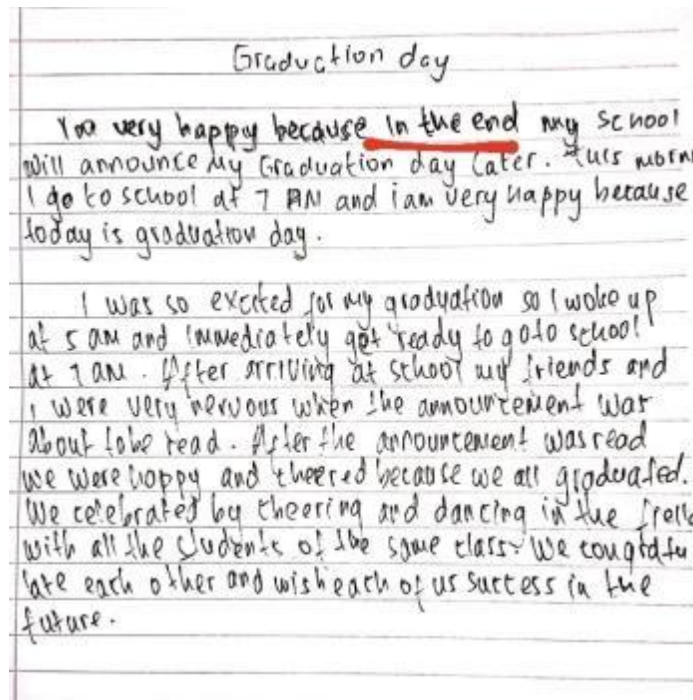 Graduction day
very happy because in the end my school
will announce My Graduation day Later. this morn
I go to school at 7 AM and i am very happy because
today is graduation day.
I was so excited for my graduation so I woke up
at 5 am and immediately get ready to go to school
at 7 am. After arriving at school my friends and
I were very nervous when the announcement was
about to be read. After the announcement was read
we were happy and cheered because we all graduated.
We celebrated by cheering and dancing in the field
with all the students of the same class. We congratu
late each other and wish each of us success in the
future.